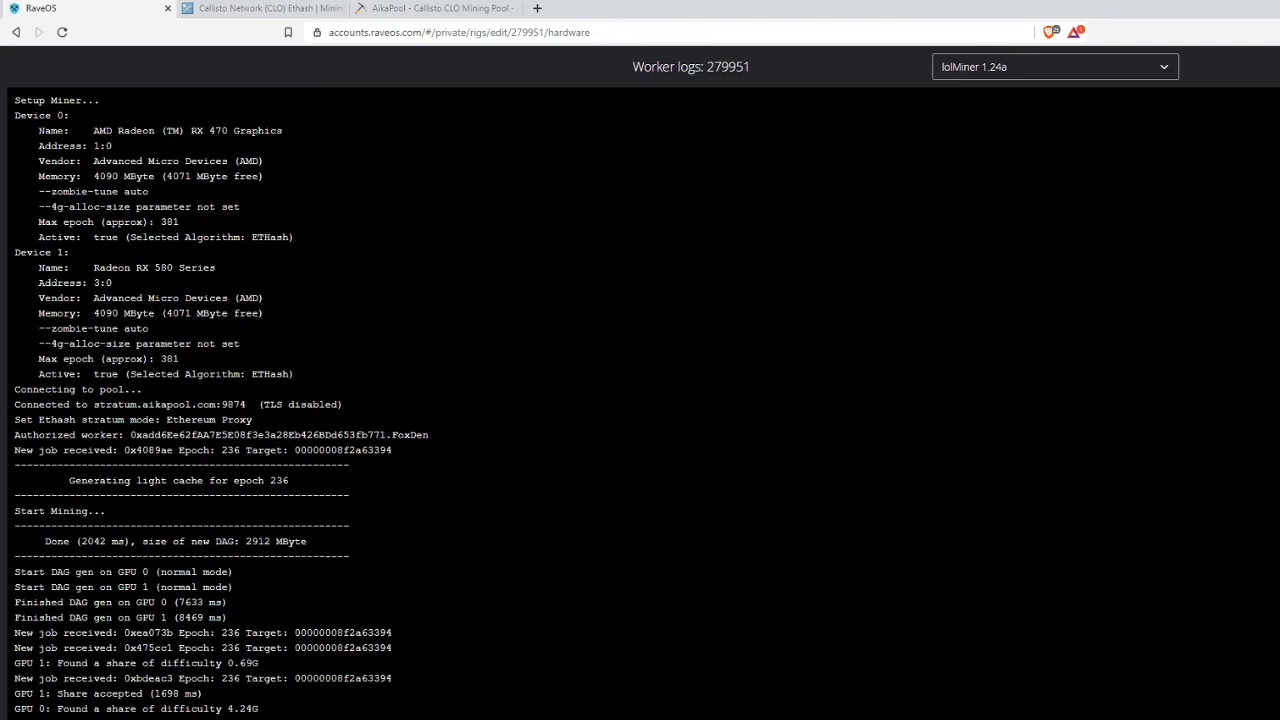 RaveOS
Callisto Network (CLO) Ethash | Minin
AikaPool - Callisto CLO Mining Pool -
accounts.raveos.com/#/private/rigs/edit/279951/hardware
Worker logs: 279951
lolMiner 1.24a
Setup Miner...
Device 0:
Name: AMD Radeon (TM) RX 470 Graphics
Address: 1:0
Vendor: Advanced Micro Devices (AMD)
Memory: 4090 MByte (4071 MByte free)
--zombie-tune auto
--4g-alloc-size parameter not set
Max epoch (approx): 381
Active: true (Selected Algorithm: ETHash)
Device 1:
Name: Radeon RX 580 Series
Address: 3:0
Vendor: Advanced Micro Devices (AMD)
Memory: 4090 MByte (4071 MByte free)
--zombie-tune auto
--4g-alloc-size parameter not set
Max epoch (approx): 381
Active: true (Selected Algorithm: ETHash)
Connecting to pool...
Connected to stratum.aikapool.com:9874 (TLS disabled)
Set Ethash stratum mode: Ethereum Proxy
Authorized worker: 0xadd6Ee62fAA7E5E08f3e3a28Eb426BDd653fb771.FoxDen
New job received: 0x4089ae Epoch: 236 Target: 00000008f2a63394
------------------------------------------------------
Generating light cache for epoch 236
------------------------------------------------------
Start Mining...
------------------------------------------------------
Done (2042 ms), size of new DAG: 2912 MByte
------------------------------------------------------
Start DAG gen on GPU 0 (normal mode)
Start DAG gen on GPU 1 (normal mode)
Finished DAG gen on GPU 0 (7633 ms)
Finished DAG gen on GPU 1 (8469 ms)
New job received: 0xea073b Epoch: 236 Target: 00000008f2a63394
New job received: 0x475cc1 Epoch: 236 Target: 00000008f2a63394
GPU 1: Found a share of difficulty 0.69G
New job received: 0xbdeac3 Epoch: 236 Target: 00000008f2a63394
GPU 1: Share accepted (1698 ms)
GPU 0: Found a share of difficulty 4.24G